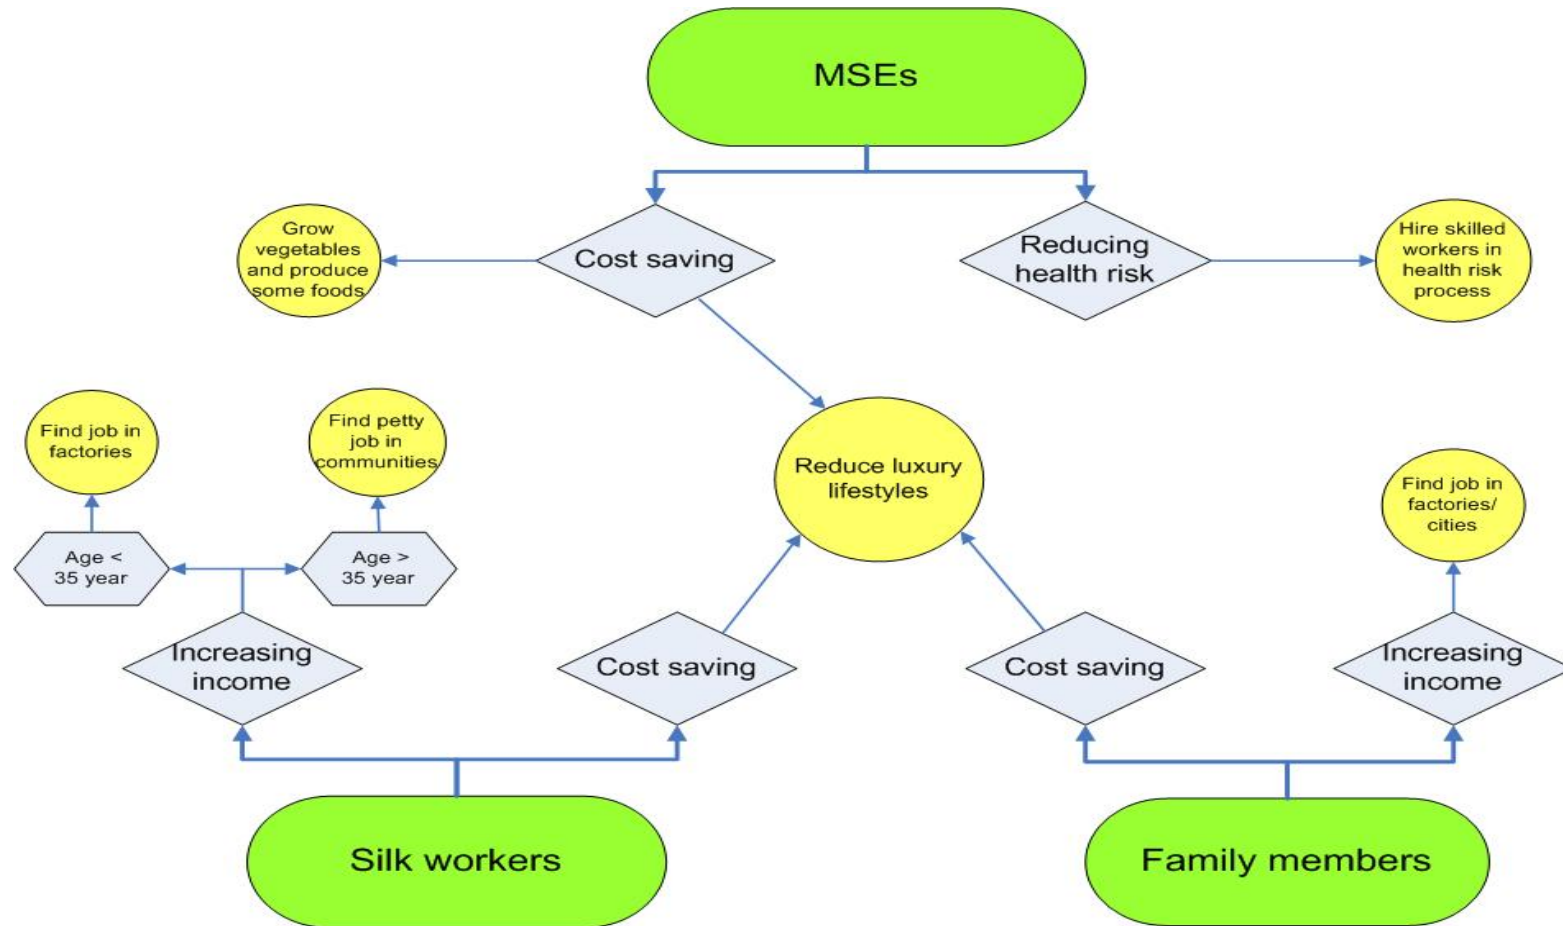 MSEs
Grow
vegetables
and produce
some foods
Cost saving
Reducing
health risk
Hire skilled
workers in
health risk
process
Find job in
factories
Find petty
job in
communities
Reduce luxury
lifestyles
Find job in
factories/
cities
Age <
35 year
Age >
35 year
Increasing
income
Cost saving
Cost saving
Increasing
income
Silk workers
Family members